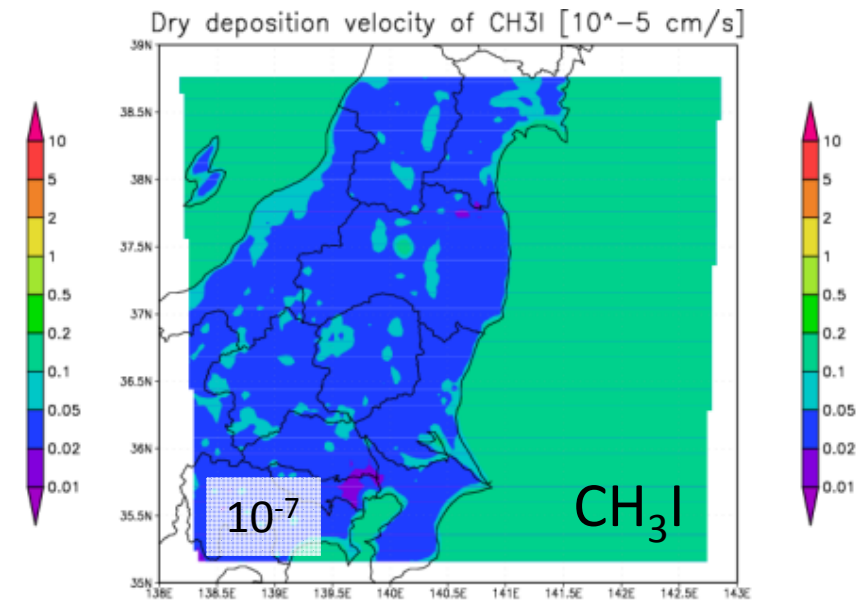 Dry deposition velocity of CH3I [10^-5 cm/s]
39N
38.5N
38N
37.5N
37N
36.5N
36N
35.5N
35N
138E 138.5E 139E 139.5E 140E 140.5E 141E 141.5E 142E 142.5E 143E
10
5
2
1
0.5
0.2
0.1
0.05
0.02
0.01
10
5
2
1
0.5
0.2
0.1
0.05
0.02
0.01
10⁻⁷
CH₃I